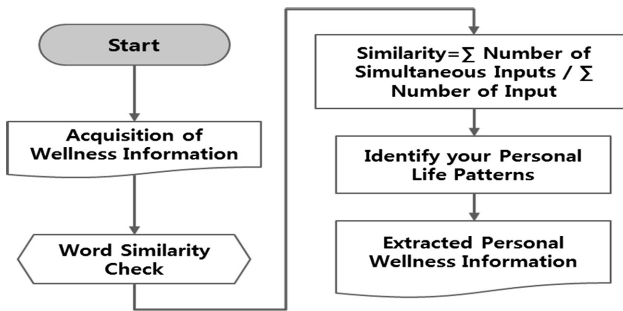 Start
Acquisition of
Wellness Information
Word Similarity
Check
Similarity=∑ Number of
Simultaneous Inputs / ∑
Number of Input
Identify your Personal
Life Patterns
Extracted Personal
Wellness Information